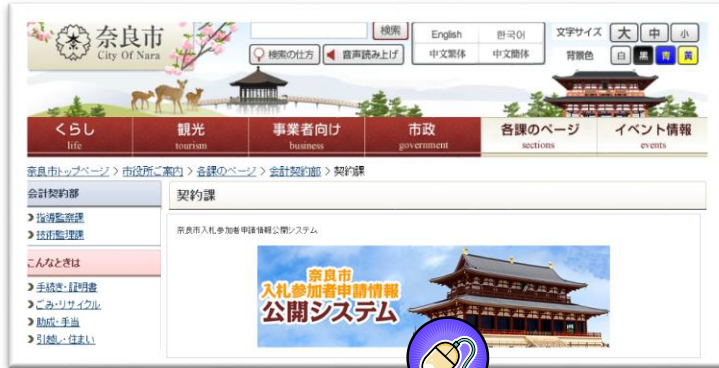 奈良市
City Of Nara
検索
検索の仕方
音声読み上げ
English
한국어
中文繁体
中文簡体
文字サイズ
大
中
小
背景色
白
黒
青
黄
くらし
life
観光
tourism
事業者向け
business
市政
government
各課のページ
sections
イベント情報
events
奈良市トップページ > 市役所ご案内 > 各課のページ > 会計契約部 > 契約課
会計契約部
指導監察課
技術監理課
こんなときは
手続き・証明書
ごみ・リサイクル
助成・手当
引越し・住まい
契約課
奈良市入札参加者申請情報公開システム
奈良市
入札参加者申請情報
公開システム